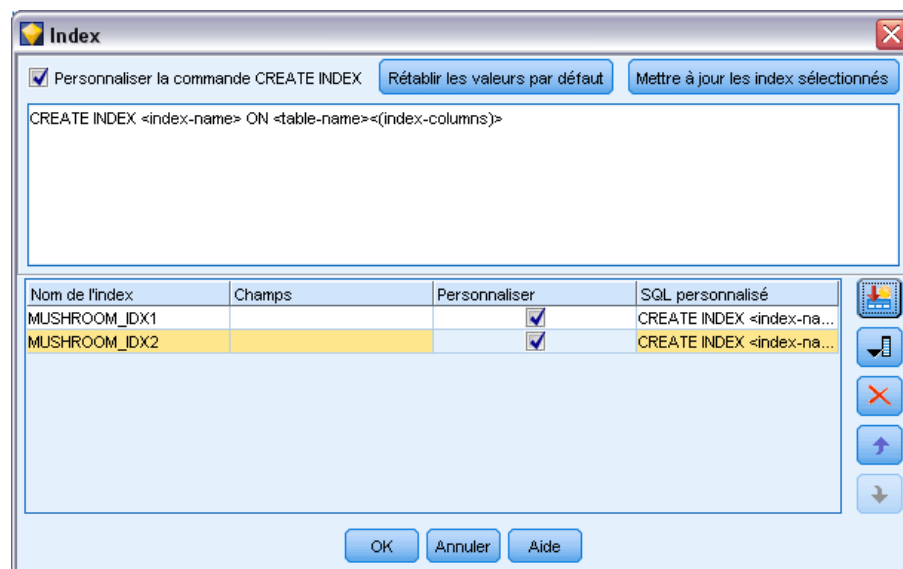 Index
Personnaliser la commande CREATE INDEX Rétablir les valeurs par défaut Mettre à jour les index sélectionnés
CREATE INDEX <index-name> ON <table-name><(index-columns)>
Nom de l'index Champs Personnaliser SQL personnalisé
MUSHROOM_IDX1 CREATE INDEX <index-na...
MUSHROOM_IDX2 CREATE INDEX <index-na...
OK Annuler Aide